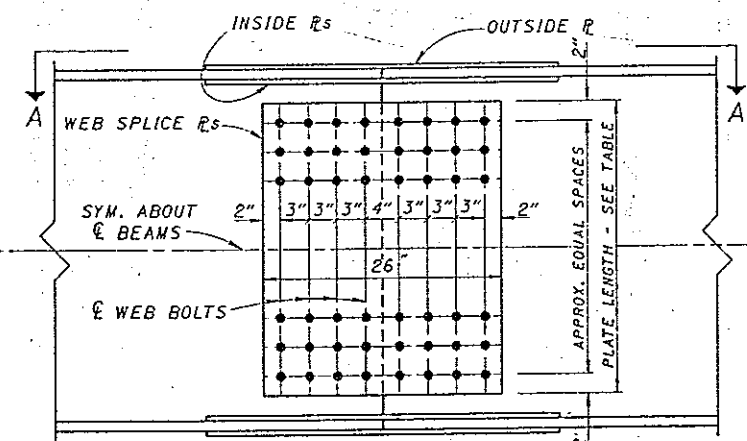 INSIDE ⅊s
OUTSIDE ⅊
2"
A
A
WEB SPLICE ⅊s
2"
3"
3"
3"
4"
3"
3"
3"
2"
SYM. ABOUT
℄ BEAMS
26"
℄ WEB BOLTS
APPROX. EQUAL SPACES
PLATE LENGTH - SEE TABLE